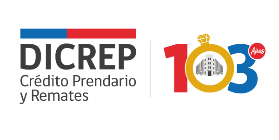 DICREP
Crédito Prendario
y Remates
103
Años